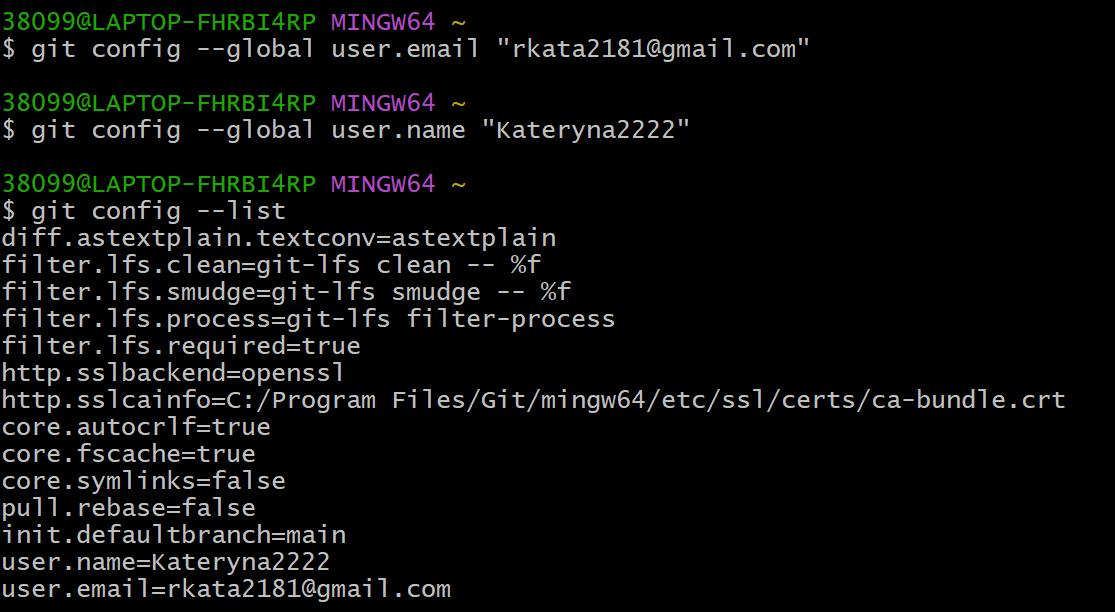 38099@LAPTOP-FHRBI4RP MINGW64 ~
$ git config --global user.email "rkata2181@gmail.com"
38099@LAPTOP-FHRBI4RP MINGW64 ~
$ git config --global user.name "Kateryna2222"
38099@LAPTOP-FHRBI4RP MINGW64 ~
$ git config --list
diff.astextplain.textconv=astextplain
filter.lfs.clean=git-lfs clean -- %f
filter.lfs.smudge=git-lfs smudge -- %f
filter.lfs.process=git-lfs filter-process
filter.lfs.required=true
http.sslbackend=openssl
http.sslcainfo=C:/Program Files/Git/mingw64/etc/ssl/certs/ca-bundle.crt
core.autocrlf=true
core.fscache=true
core.symlinks=false
pull.rebase=false
init.defaultbranch=main
user.name=Kateryna2222
user.email=rkata2181@gmail.com